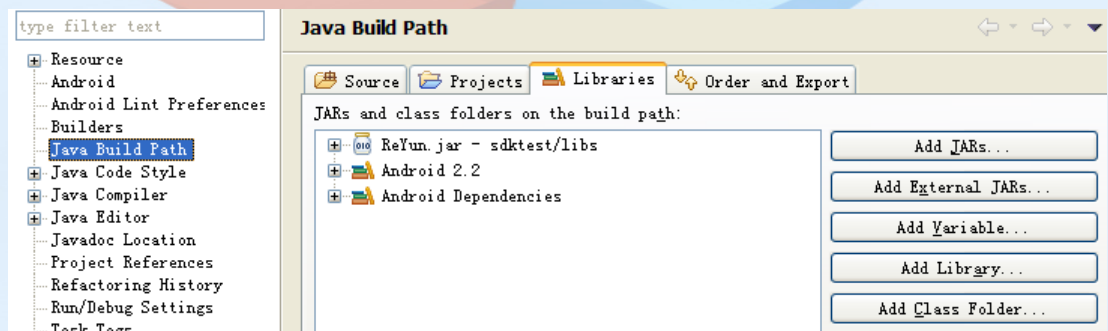 type filter text
Resource
Android
Android Lint Preferences
Builders
Java Build Path
Java Code Style
Java Compiler
Java Editor
Javadoc Location
Project References
Refactoring History
Run/Debug Settings
Task Tags
Java Build Path
Source Projects Libraries Order and Export
JARs and class folders on the build path:
ReYun.jar - sdktest/libs
Android 2.2
Android Dependencies
Add JARs...
Add External JARs...
Add Variable...
Add Library...
Add Class Folder...